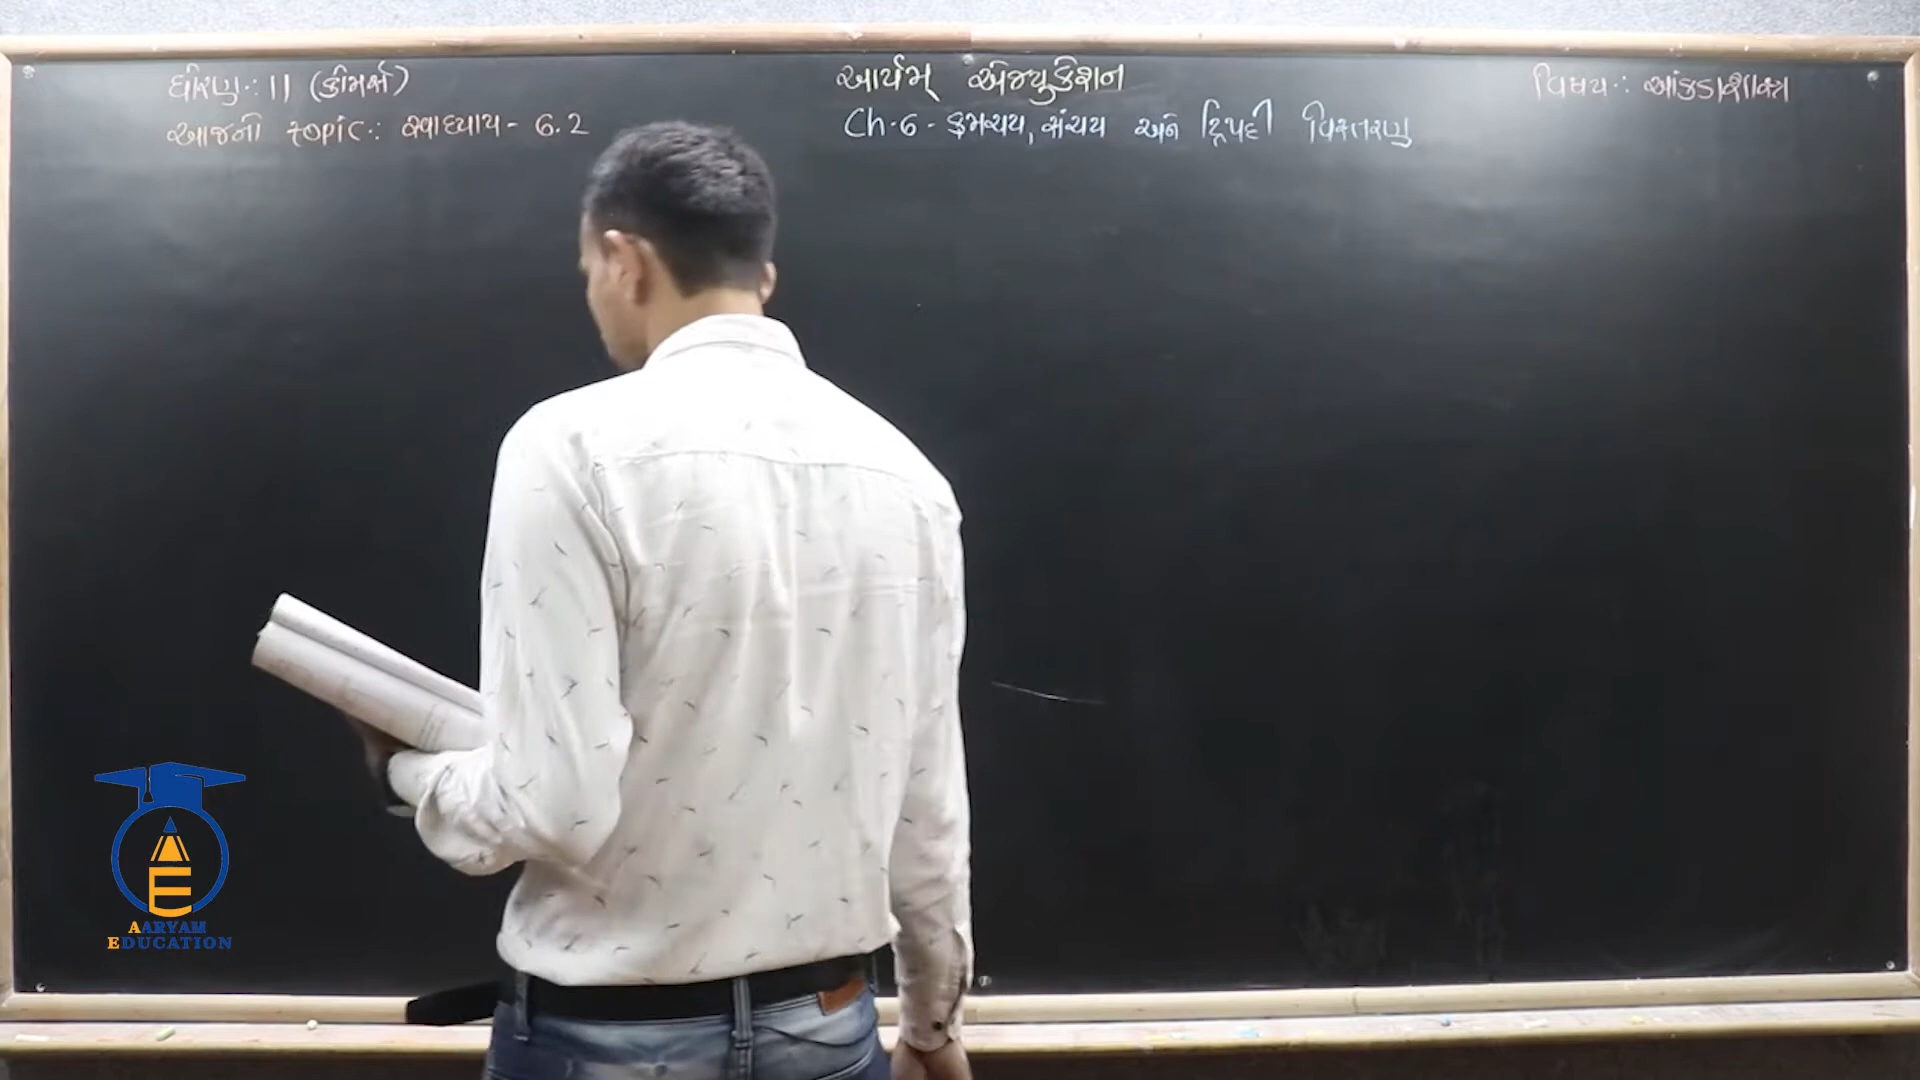 ધોરણ : 11 (કોમર્સ)
આજનો Topic : સ્વાધ્યાય - 6.2
આર્યમ્ એજ્યુકેશન
Ch-6 - ક્રમચય, સંચય અને દ્વિપદી વિસ્તરણ
વિષય : આંકડાશાસ્ત્ર
AARYAM
EDUCATION